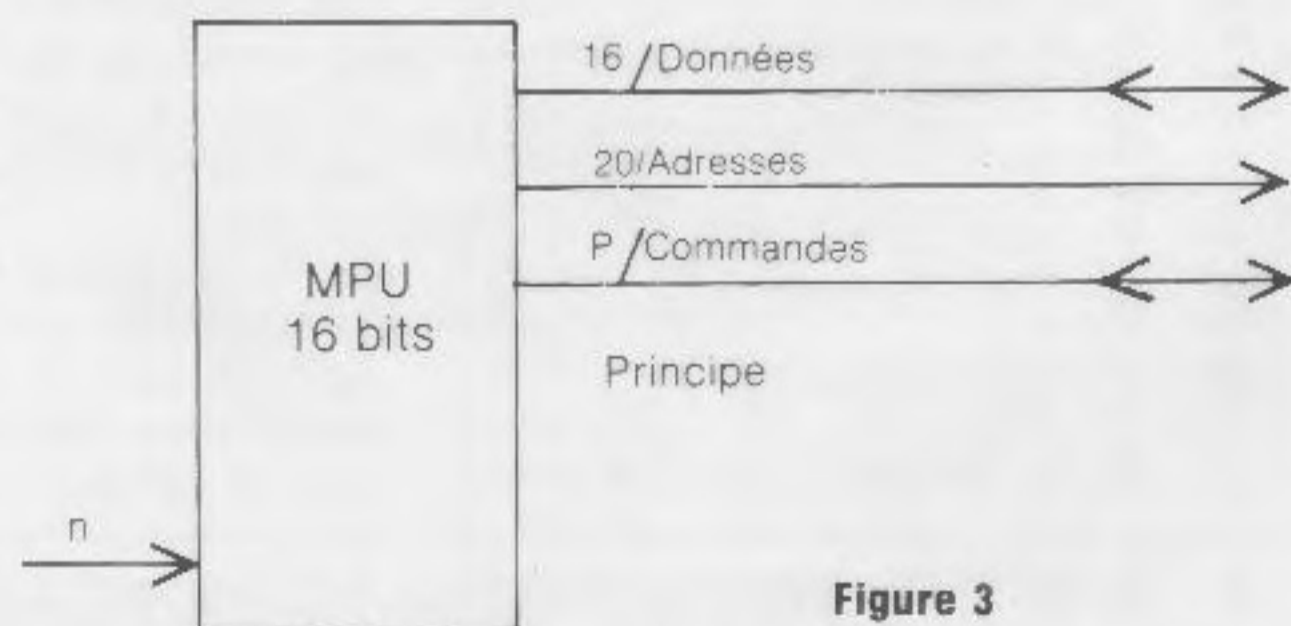 16 /Données
20/Adresses
P /Commandes
MPU
16 bits
Principe
n
Figure 3